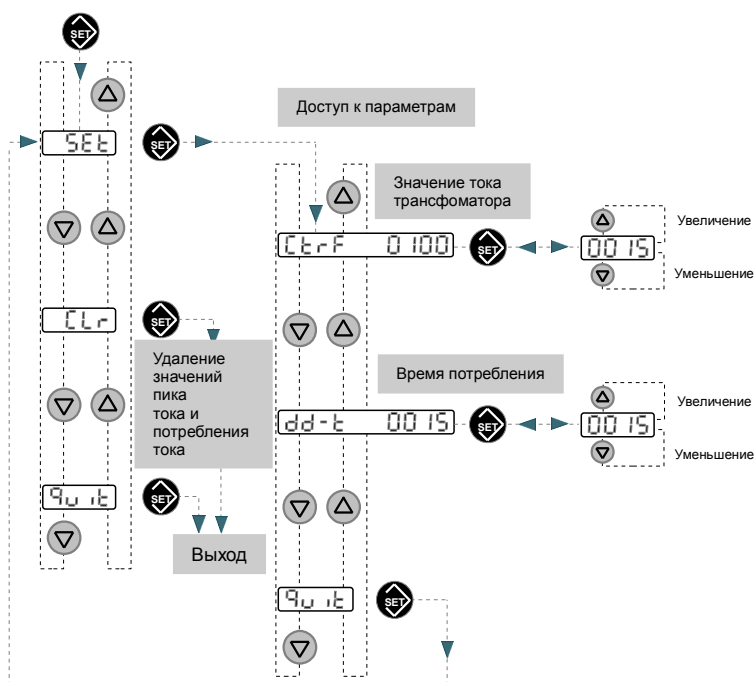 SET
Доступ к параметрам
SEt
SET
Значение тока
трансфоматора
CtrF 0100
SET
0015
Увеличение
Уменьшение
CLr
SET
Удаление
значений
пика
тока и
потребления
тока
Время потребления
dd-t 0015
SET
0015
Увеличение
Уменьшение
quit
SET
Выход
quit
SET